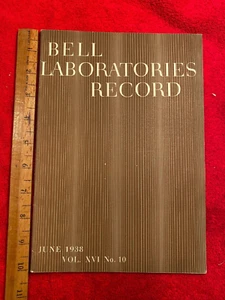 BELL
LABORATORIES
RECORD
JUNE 1938
VOL. XVI No. 10